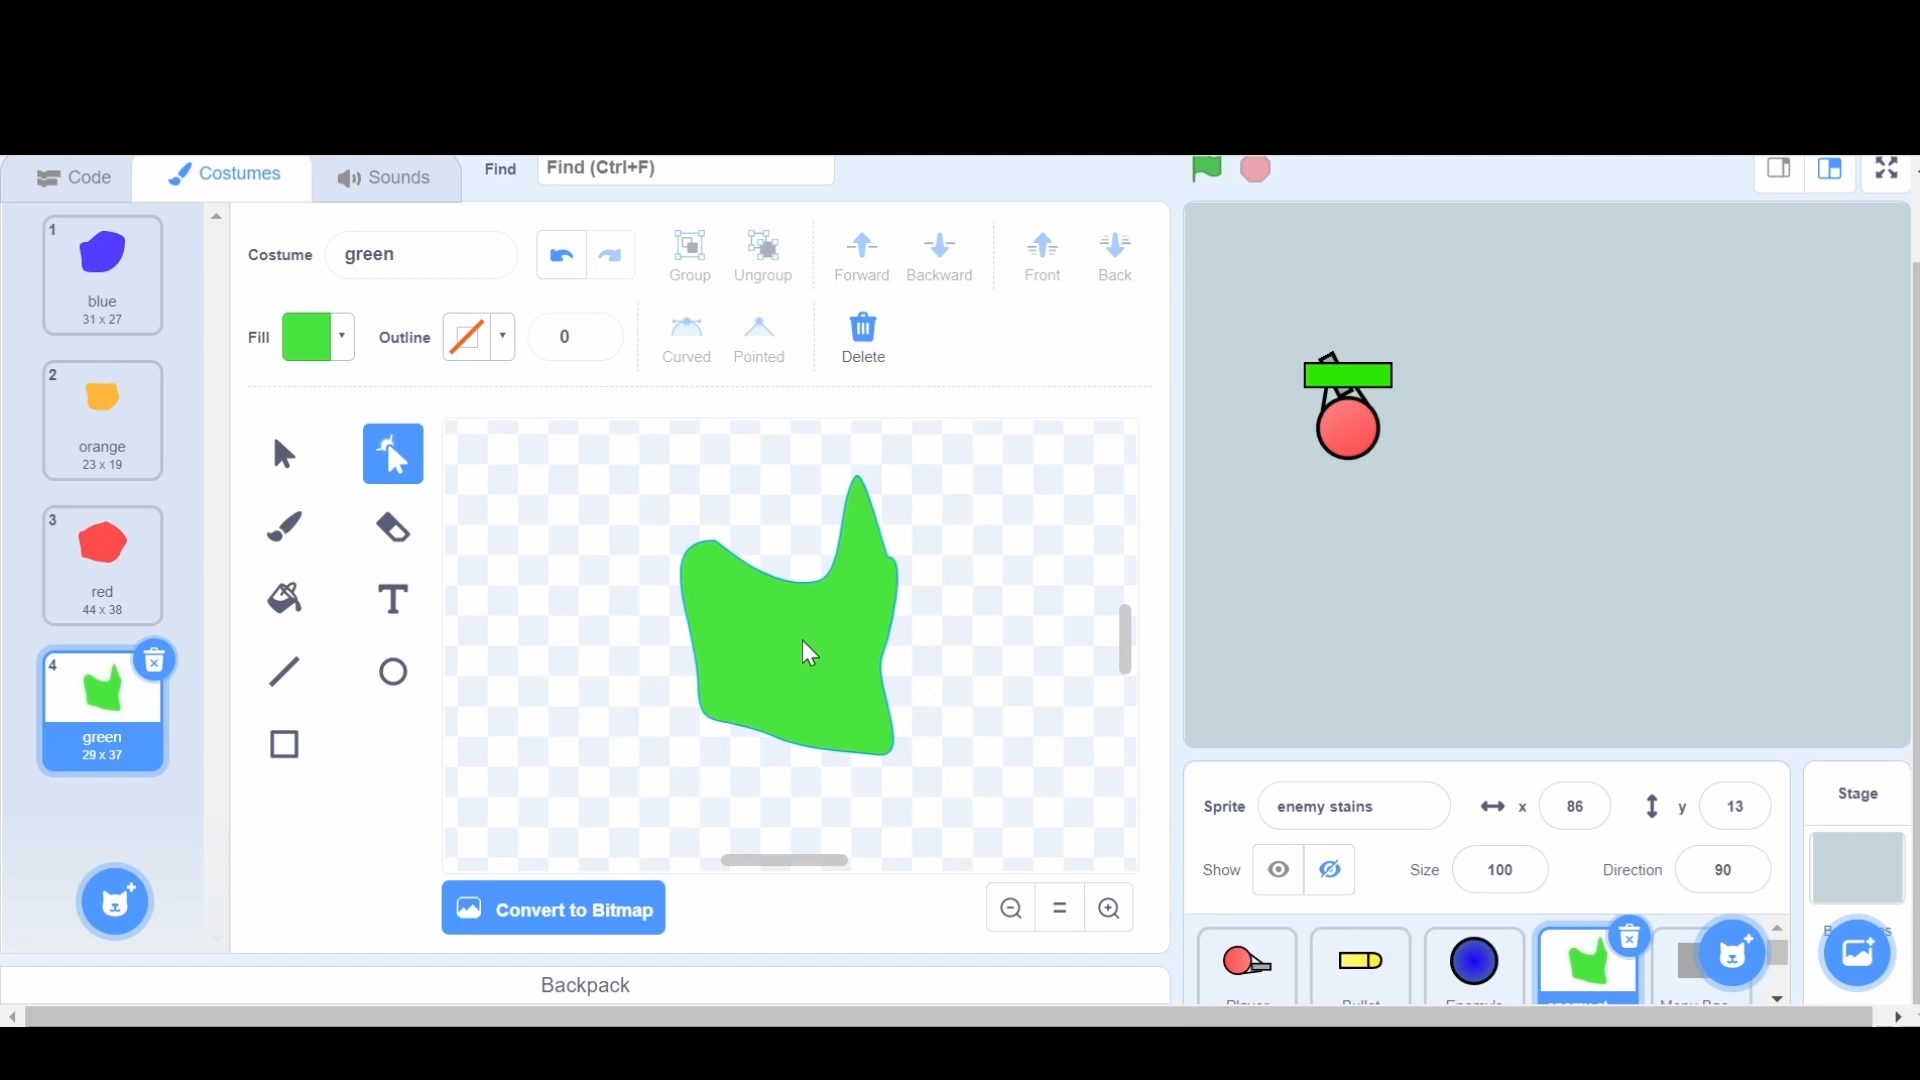 Code
Costumes
Sounds
Find
Find (Ctrl+F)
Costume
green
Group
Ungroup
Forward
Backward
Front
Back
Fill
Outline
0
Curved
Pointed
Delete
1
blue
31 x 27
2
orange
23 x 19
3
red
44 x 38
4
green
29 x 37
T
Convert to Bitmap
Backpack
Sprite
enemy stains
x
86
y
13
Show
Size
100
Direction
90
Stage
Player
Bullet